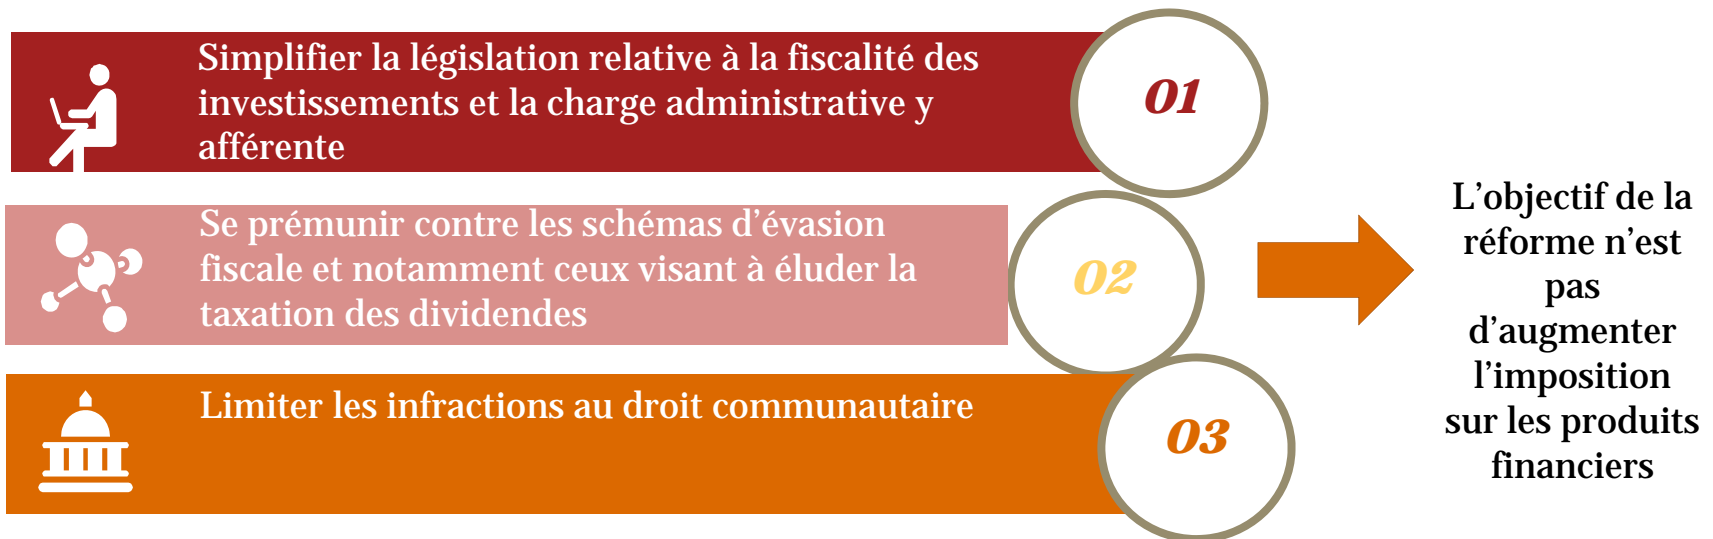 Simplifier la législation relative à la fiscalité des
investissements et la charge administrative y
afférente
01
Se prémunir contre les schémas d’évasion
fiscale et notamment ceux visant à éluder la
taxation des dividendes
02
Limiter les infractions au droit communautaire
03
L’objectif de la
réforme n’est
pas
d’augmenter
l’imposition
sur les produits
financiers